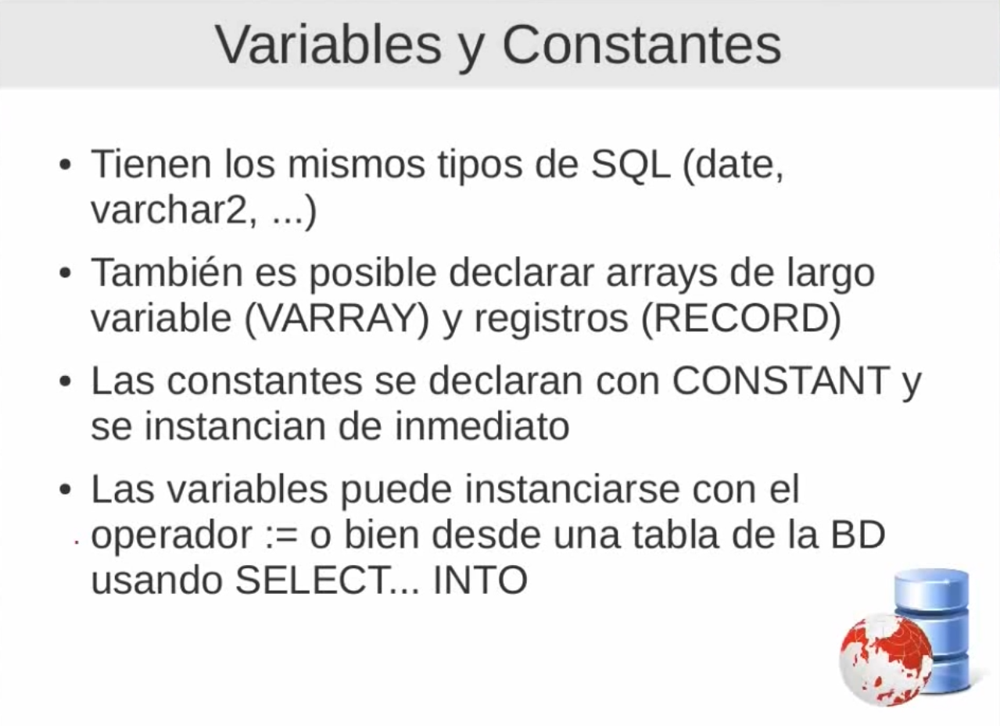 Variables y Constantes
• Tienen los mismos tipos de SQL (date,
varchar2, ...)
• También es posible declarar arrays de largo
variable (VARRAY) y registros (RECORD)
• Las constantes se declaran con CONSTANT y
se instancian de inmediato
• Las variables puede instanciarse con el
operador := o bien desde una tabla de la BD
usando SELECT... INTO